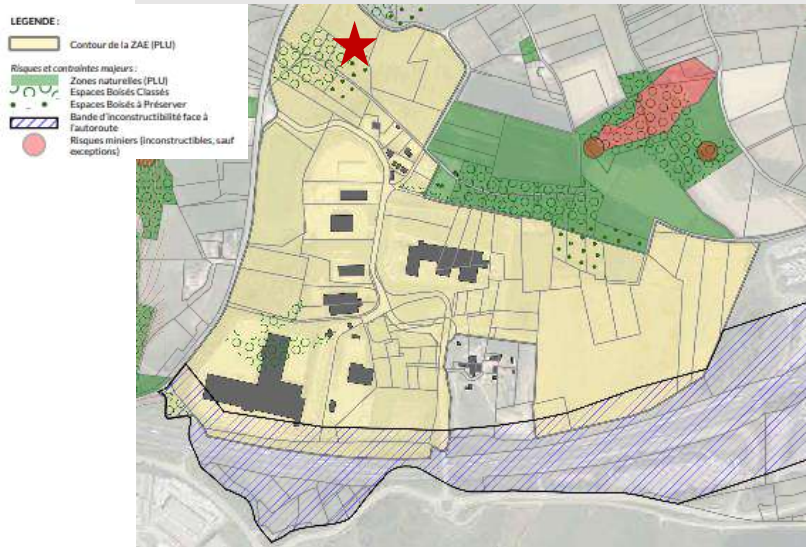 LEGENDE :
Contour de la ZAE (PLU)
Risques et contraintes majeurs :
Zones naturelles (PLU)
Espaces Boisés Classés
Espaces Boisés à Préserver
Bande d'inconstructibilité face à
l'autoroute
Risques miniers (inconstructibles, sauf
exceptions)